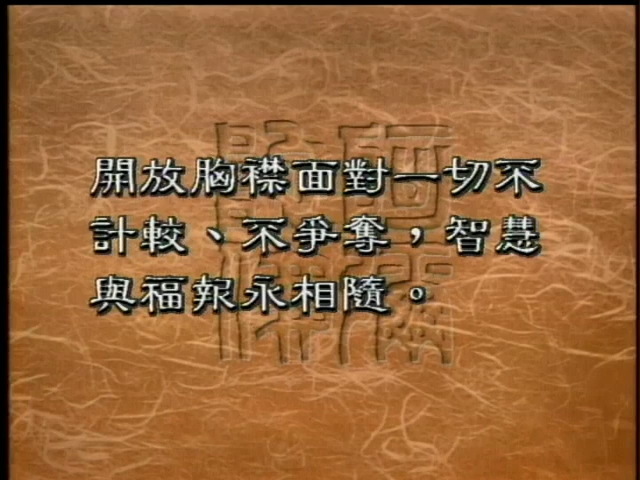 開放胸襟面對一切不
計較、不爭奪，智慧
與福報永相隨。